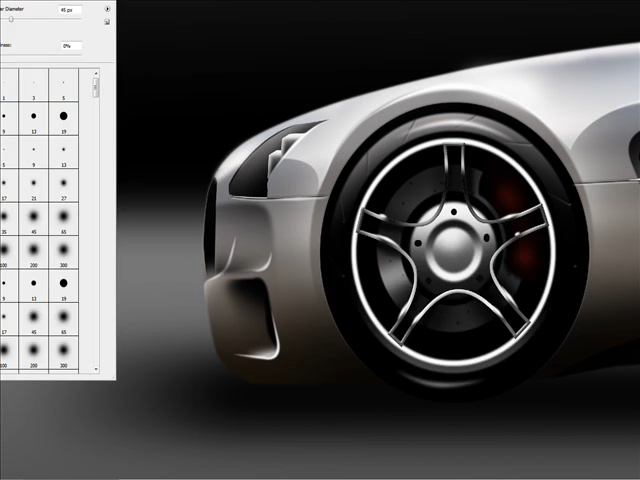 er Diameter 45 px
ness: 0%
1 3 5
9 13 19
5 9 13
17 21 27
35 45 65
100 200 300
9 13 19
17 45 65
100 200 300